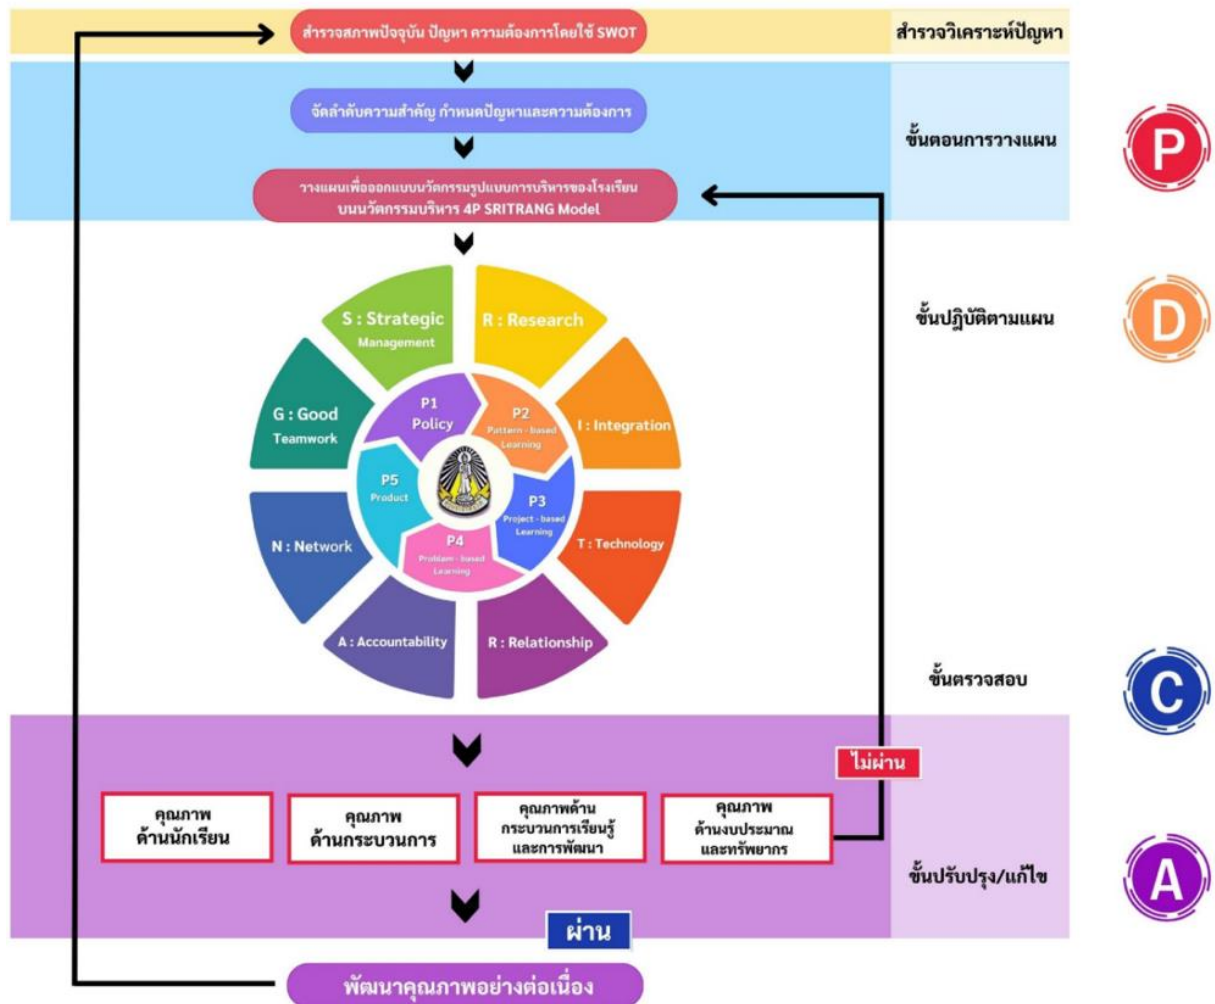 สำรวจสภาพปัจจุบัน ปัญหา ความต้องการโดยใช้ SWOT
สำรวจวิเคราะห์ปัญหา
จัดลำดับความสำคัญ กำหนดปัญหาและความต้องการ
ขั้นตอนการวางแผน
P
วางแผนเพื่อออกแบบนวัตกรรมรูปแบบการบริหารของโรงเรียน
บนนวัตกรรมบริหาร 4P SRITRANG Model
ขั้นปฏิบัติตามแผน
D
S : Strategic
Management
R : Research
I : Integration
T : Technology
R : Relationship
A : Accountability
N : Network
G : Good
Teamwork
P1
Policy
P2
Pattern - based
Learning
P3
Project - based
Learning
P4
Problem - based
Learning
P5
Product
ขั้นตรวจสอบ
C
ไม่ผ่าน
คุณภาพ
ด้านนักเรียน
คุณภาพ
ด้านกระบวนการ
คุณภาพด้าน
กระบวนการเรียนรู้
และการพัฒนา
คุณภาพ
ด้านงบประมาณ
และทรัพยากร
ขั้นปรับปรุง/แก้ไข
A
ผ่าน
พัฒนาคุณภาพอย่างต่อเนื่อง